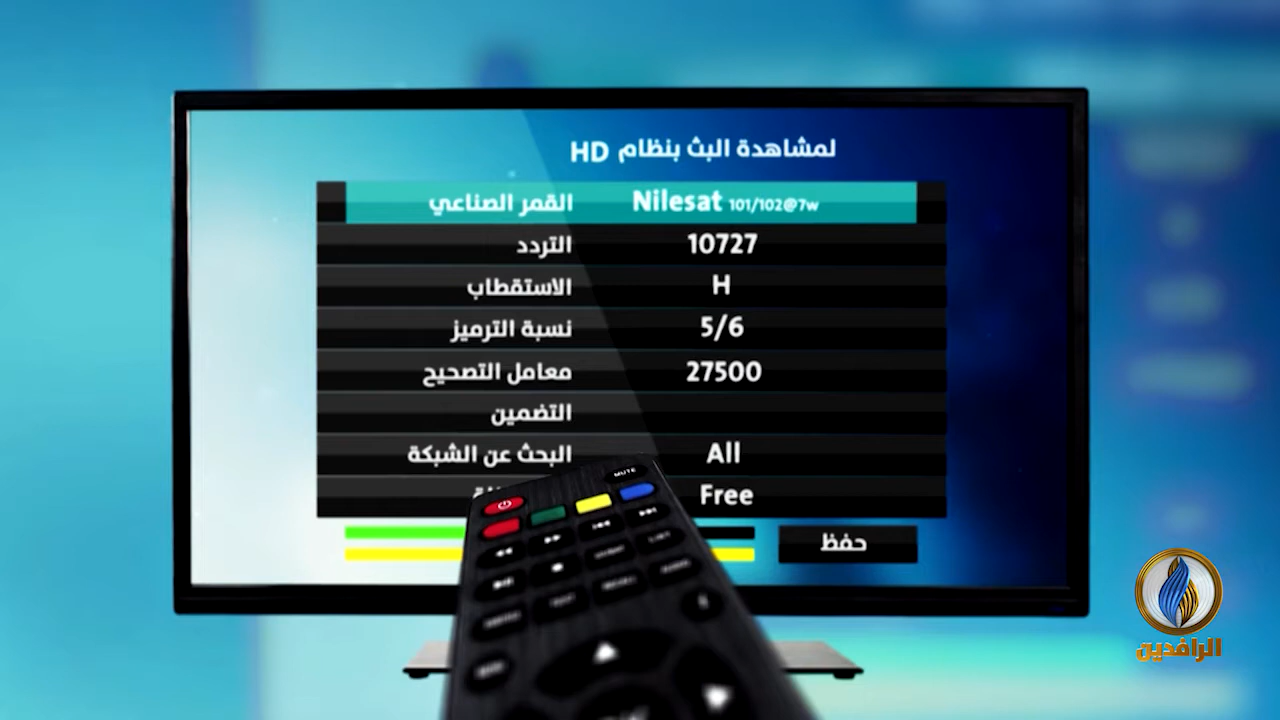 لمشاهدة البث بنظام HD
القمر الصناعي Nilesat 101/102@7w
التردد 10727
الاستقطاب H
نسبة الترميز 5/6
معامل التصحيح 27500
التضمين
البحث عن الشبكة All
Free
حفظ
MUTE
الرافدين